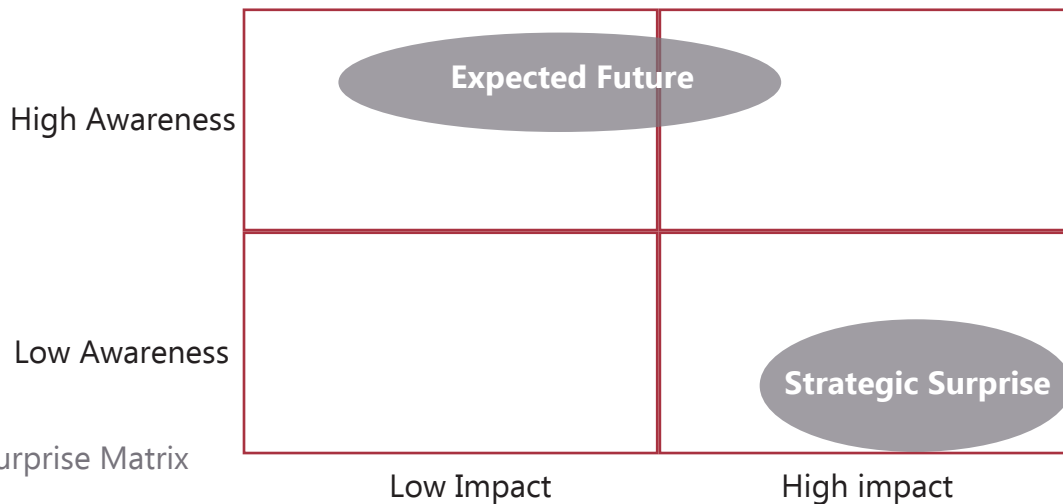 Expected Future
High Awareness
Low Awareness
Strategic Surprise
urprise Matrix
Low Impact
High impact